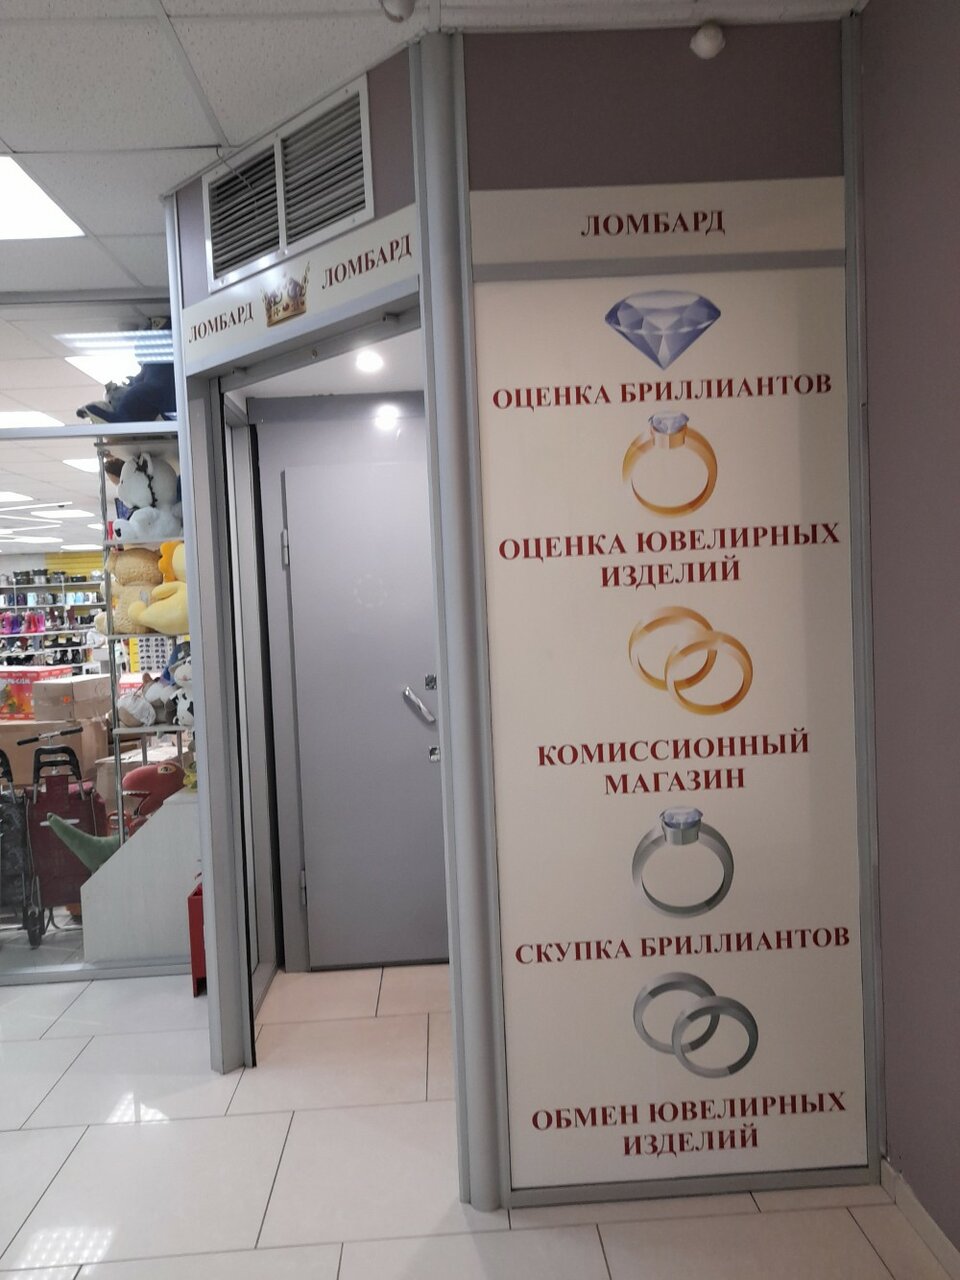 ЛОМБАРД
ЛОМБАРД
ЛОМБАРД
ОЦЕНКА БРИЛЛИАНТОВ
ОЦЕНКА ЮВЕЛИРНЫХ
ИЗДЕЛИЙ
КОМИССИОННЫЙ
МАГАЗИН
СКУПКА БРИЛЛИАНТОВ
ОБМЕН ЮВЕЛИРНЫХ
ИЗДЕЛИЙ